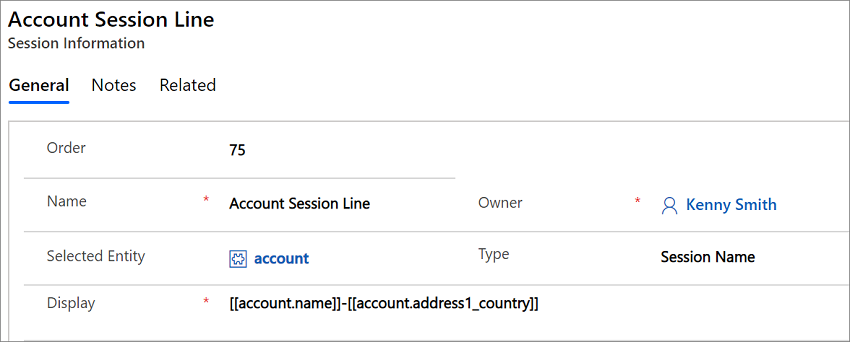 Account Session Line
Session Information
General Notes Related
Order 75
Name * Account Session Line Owner * Kenny Smith
Selected Entity account Type Session Name
Display * [[account.name]]-[[account.address1_country]]